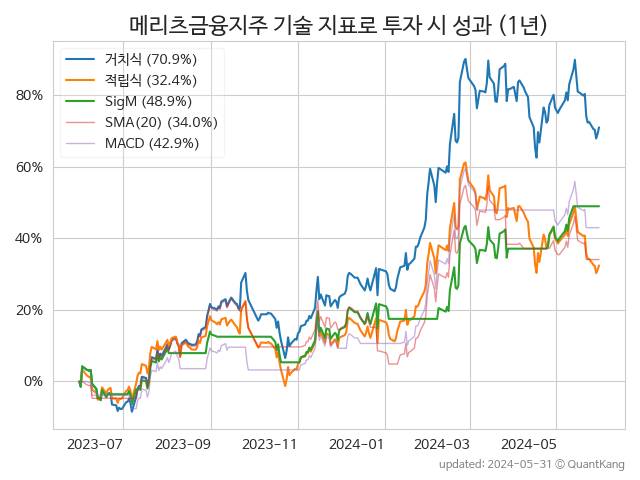 메리츠금융지주 기술 지표로 투자 시 성과 (1년)
거치식 (70.9%)
적립식 (32.4%)
SigM (48.9%)
SMA(20) (34.0%)
MACD (42.9%)
80%
60%
40%
20%
0%
2023-07 2023-09 2023-11 2024-01 2024-03 2024-05
updated: 2024-05-31 © QuantKang